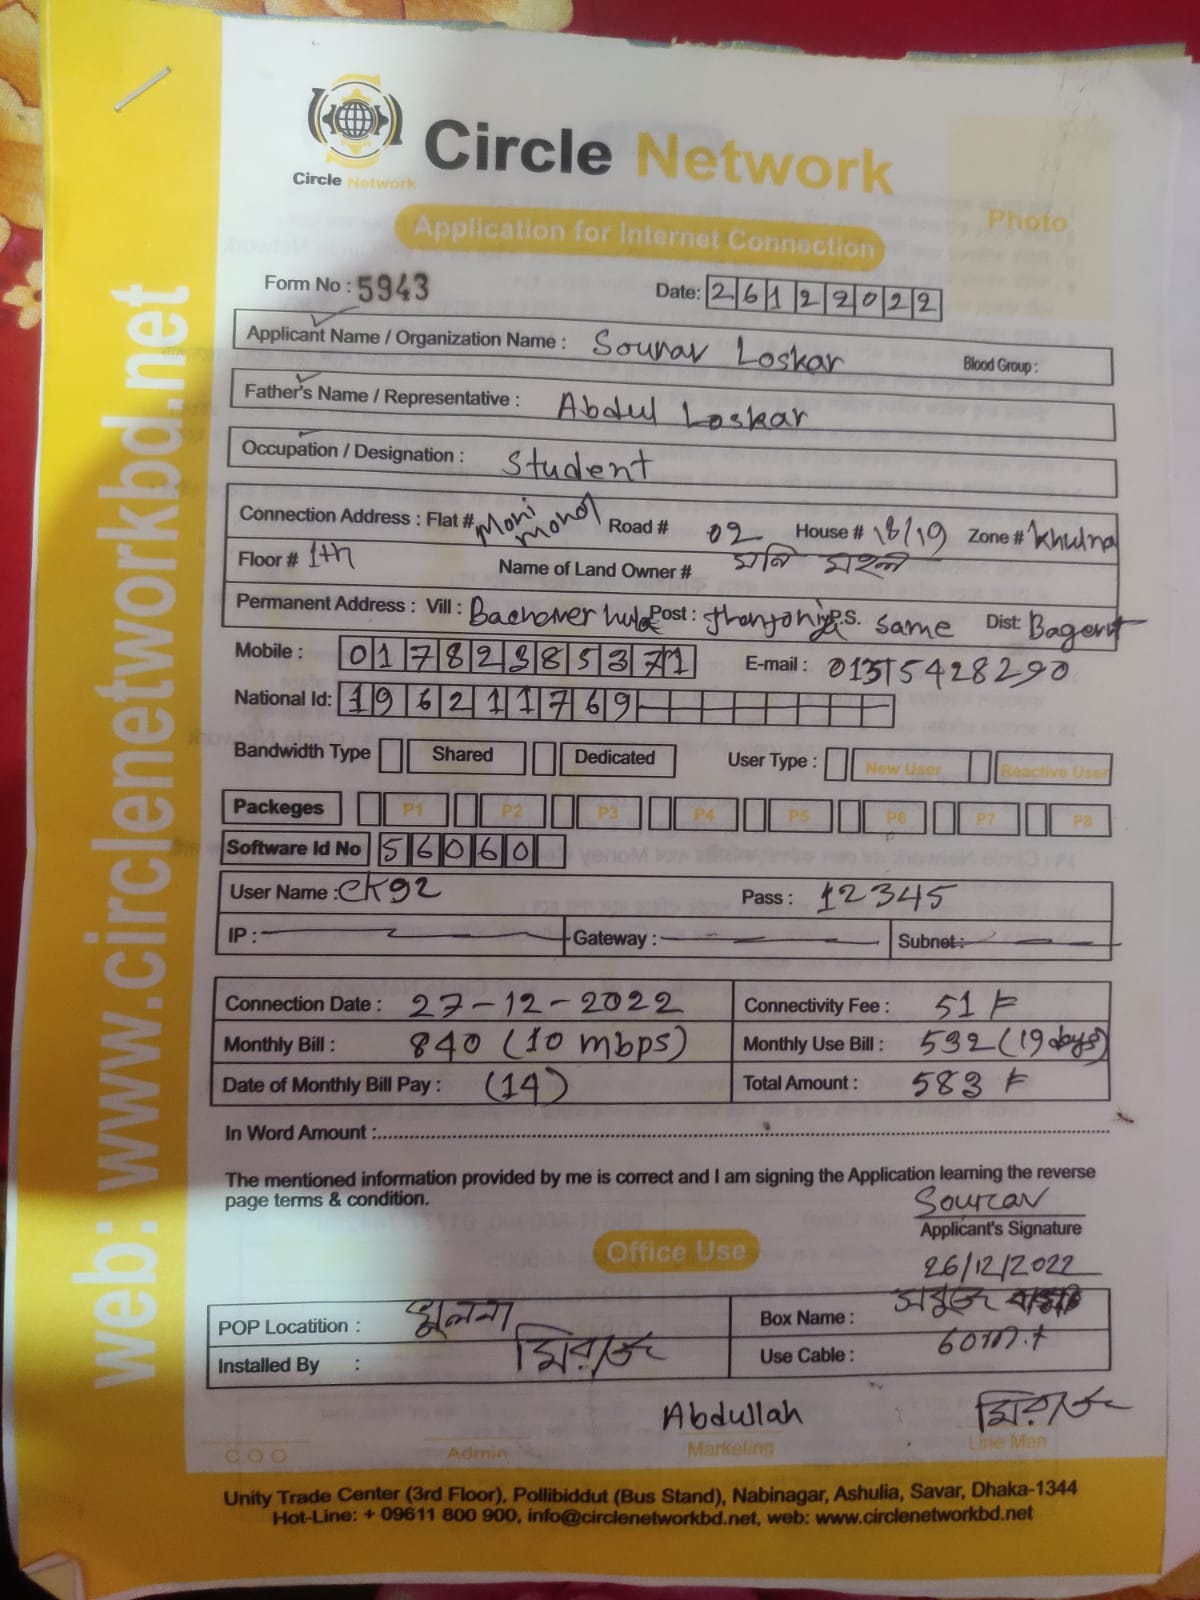 web: www.circlenetworkbd.net
Circle Network
Circle Network
Photo
Application for Internet Connection
Form No : 5943 Date: 26122022
Applicant Name / Organization Name : Sourav Loskar Blood Group :
Father's Name / Representative : Abdul Loskar
Occupation / Designation : Student
Connection Address : Flat # Moni mohol Road # 02 House # 18/19 Zone # Khulna
Floor # 1th Name of Land Owner # মনি মহল
Permanent Address : Vill : Post : P.S. same Dist: Bagerhat
Mobile : 01782385371 E-mail : 01315428290
National Id: 1962111769
Bandwidth Type Shared Dedicated User Type : New User Reactive User
Packeges P1 P2 P3 P4 P5 P6 P7 P8
Software Id No 56060
User Name : CK92 Pass : 12345
IP : Gateway : Subnet :
Connection Date : 27-12-2022 Connectivity Fee : 51 F
Monthly Bill : 840 (10 mbps) Monthly Use Bill : 532 (19 days)
Date of Monthly Bill Pay : (14) Total Amount : 583 F
In Word Amount :
The mentioned information provided by me is correct and I am signing the Application learning the reverse
page terms & condition.
Sourav
Applicant's Signature
Office Use
26/12/2022
POP Locatition : খুলনা Box Name : সবুজ
Installed By : মিরাজ Use Cable : 60m.t
Abdullah মিরাজ
C O O Admin Marketing Line Man
Unity Trade Center (3rd Floor), Pollibiddut (Bus Stand), Nabinagar, Ashulia, Savar, Dhaka-1344
Hot-Line: + 09611 800 900, info@circlenetworkbd.net, web: www.circlenetworkbd.net